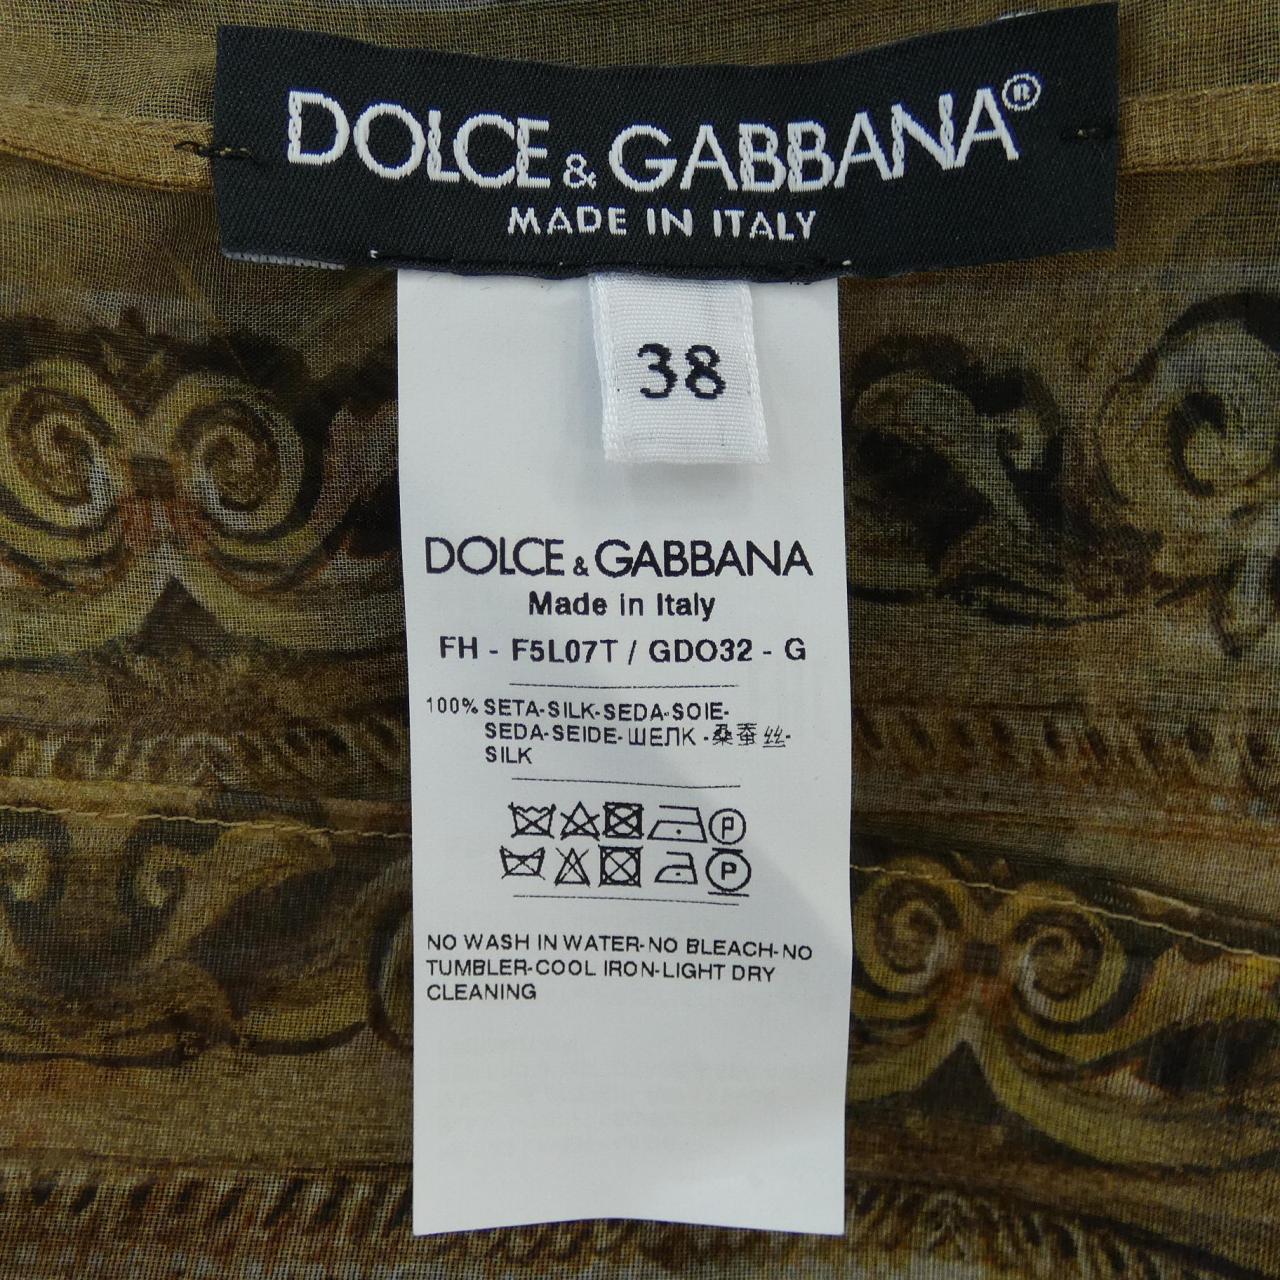 DOLCE & GABBANA®
MADE IN ITALY
38
DOLCE & GABBANA
Made in Italy
FH - F5L07T / GDO32 - G
100% SETA-SILK-SEDA-SOIE-
SEDA-SEIDE-ШЕЛК-桑蚕丝-
SILK
P
P
NO WASH IN WATER-NO BLEACH-NO
TUMBLER-COOL IRON-LIGHT DRY
CLEANING